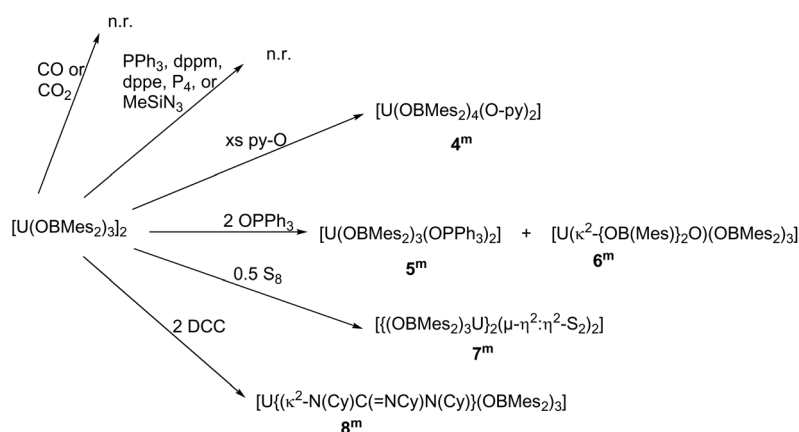 n.r.
CO or
CO₂
PPh₃, dppm,
dppe, P₄, or
MeSiN₃
n.r.
xs py-O
[U(OBMes₂)₄(O-py)₂]
4ᵐ
[U(OBMes₂)₃]₂
2 OPPh₃
[U(OBMes₂)₃(OPPh₃)₂] + [U(κ²-{OB(Mes)}₂O)(OBMes₂)₃]
5ᵐ 6ᵐ
0.5 S₈
[{(OBMes₂)₃U}₂(μ-η²:η²-S₂)₂]
7ᵐ
2 DCC
[U{(κ²-N(Cy)C(=NCy)N(Cy)}(OBMes₂)₃]
8ᵐ